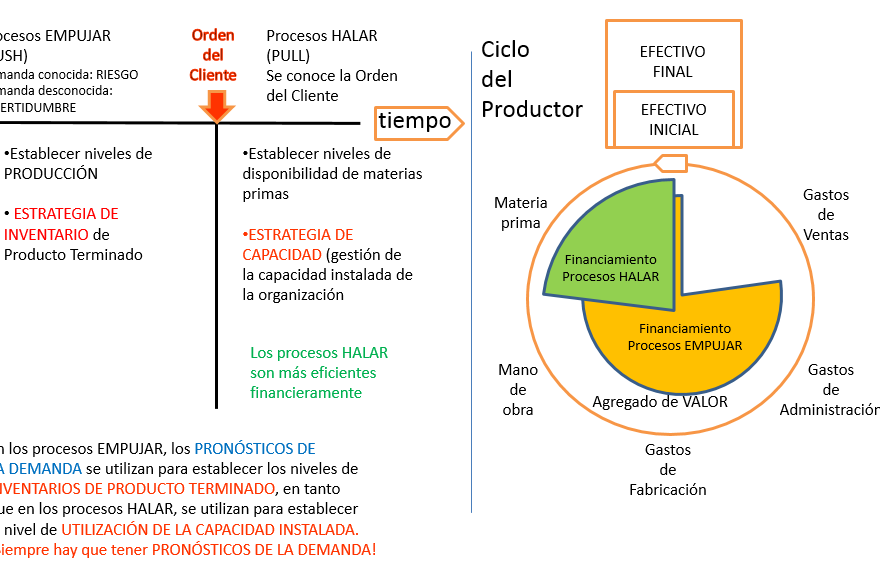 ocesos EMPUJAR
USH)
manda conocida: RIESGO
manda desconocida:
ERTIDUMBRE
Orden
del
Cliente
Procesos HALAR
(PULL)
Se conoce la Orden
del Cliente
tiempo
•Establecer niveles de
PRODUCCIÓN
• ESTRATEGIA DE
INVENTARIO de
Producto Terminado
•Establecer niveles de
disponibilidad de materias
primas
•ESTRATEGIA DE
CAPACIDAD (gestión de
la capacidad instalada de
la organización
Los procesos HALAR
son más eficientes
financieramente
n los procesos EMPUJAR, los PRONÓSTICOS DE
A DEMANDA se utilizan para establecer los niveles de
NVENTARIOS DE PRODUCTO TERMINADO, en tanto
ue en los procesos HALAR, se utilizan para establecer
nivel de UTILIZACIÓN DE LA CAPACIDAD INSTALADA.
Siempre hay que tener PRONÓSTICOS DE LA DEMANDA!
Ciclo
del
Productor
EFECTIVO
FINAL
EFECTIVO
INICIAL
Materia
prima
Gastos
de
Ventas
Financiamiento
Procesos HALAR
Financiamiento
Procesos EMPUJAR
Mano
de
obra
Agregado de VALOR
Gastos
de
Administración
Gastos
de
Fabricación